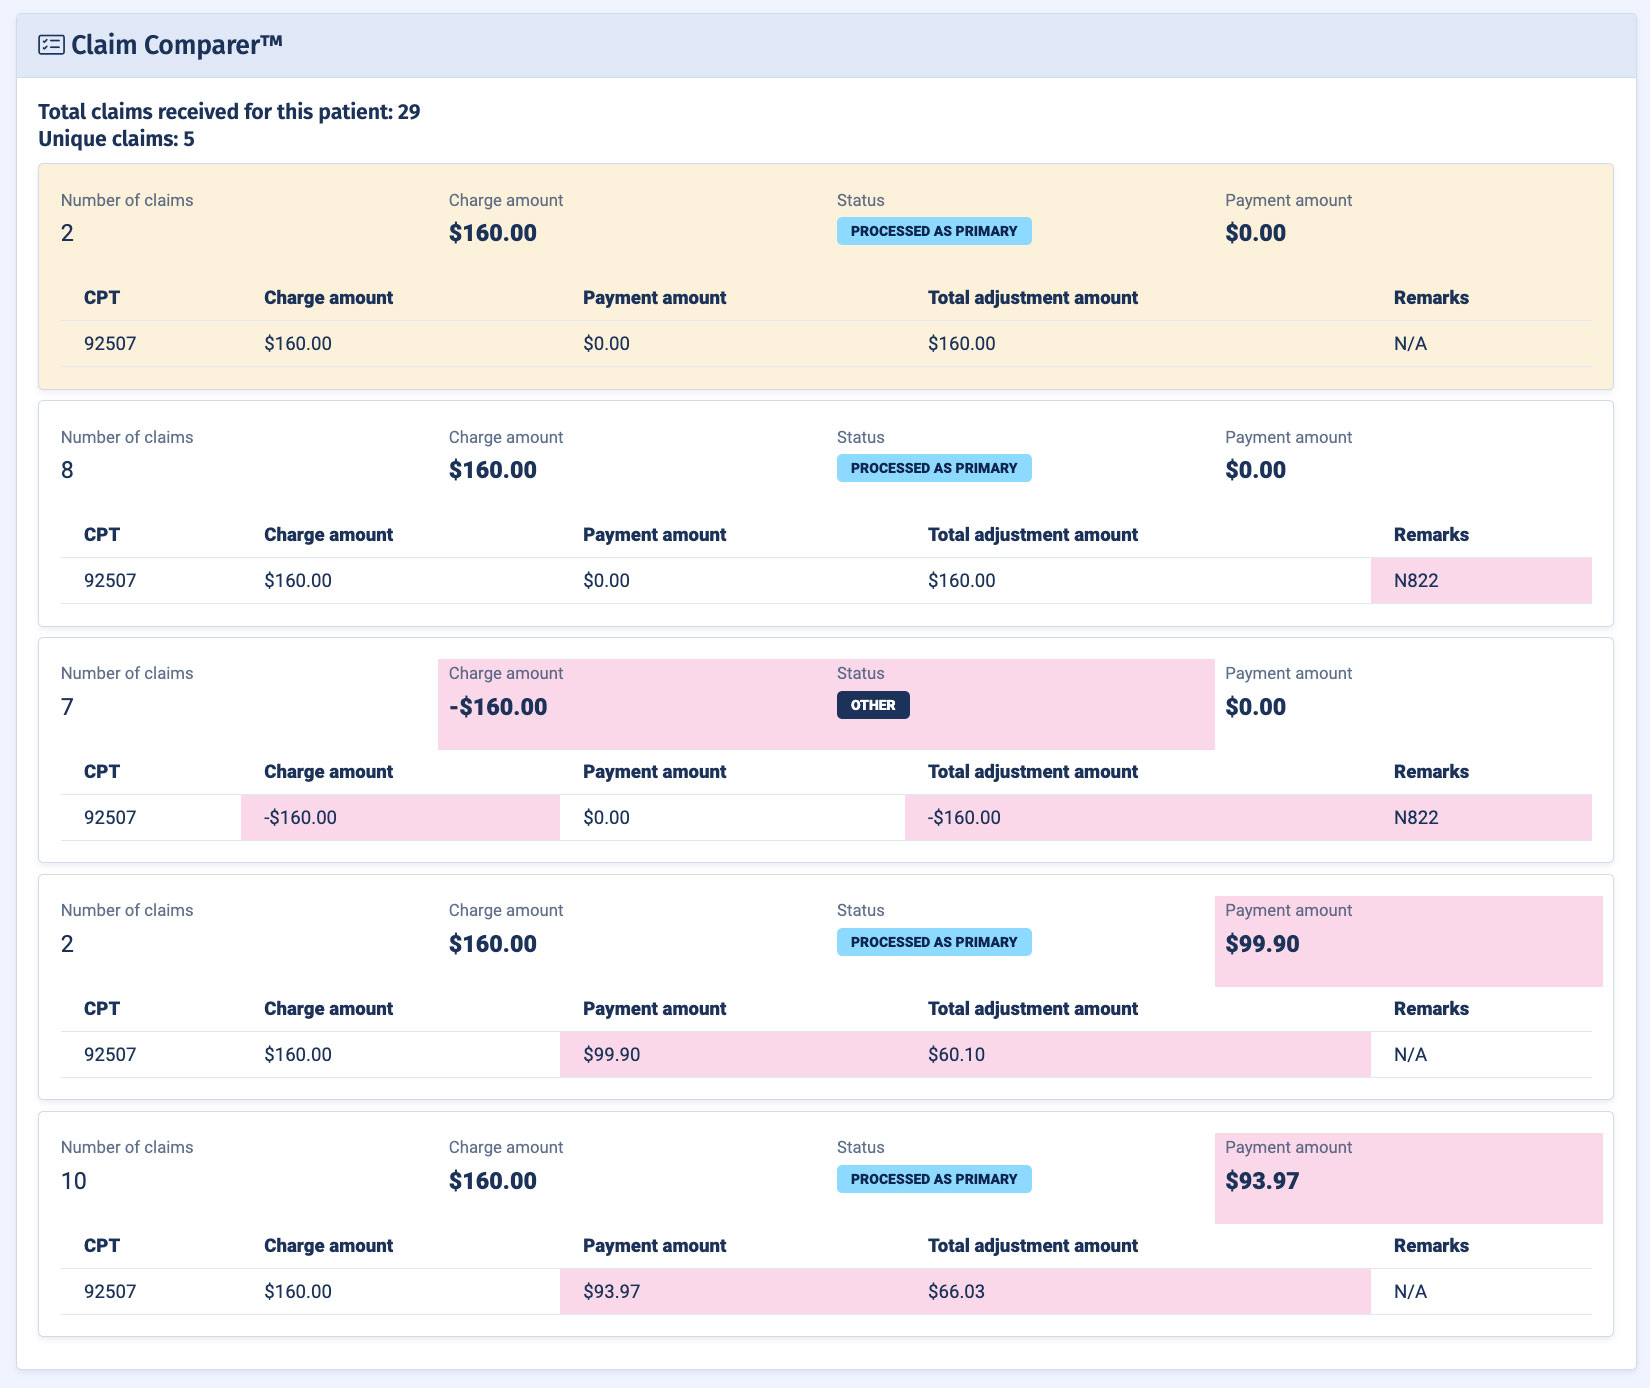 Claim Comparer™
Total claims received for this patient: 29
Unique claims: 5
Number of claims Charge amount Status Payment amount
2 $160.00 PROCESSED AS PRIMARY $0.00
CPT Charge amount Payment amount Total adjustment amount Remarks
92507 $160.00 $0.00 $160.00 N/A
Number of claims Charge amount Status Payment amount
8 $160.00 PROCESSED AS PRIMARY $0.00
CPT Charge amount Payment amount Total adjustment amount Remarks
92507 $160.00 $0.00 $160.00 N822
Number of claims Charge amount Status Payment amount
7 -$160.00 OTHER $0.00
CPT Charge amount Payment amount Total adjustment amount Remarks
92507 -$160.00 $0.00 -$160.00 N822
Number of claims Charge amount Status Payment amount
2 $160.00 PROCESSED AS PRIMARY $99.90
CPT Charge amount Payment amount Total adjustment amount Remarks
92507 $160.00 $99.90 $60.10 N/A
Number of claims Charge amount Status Payment amount
10 $160.00 PROCESSED AS PRIMARY $93.97
CPT Charge amount Payment amount Total adjustment amount Remarks
92507 $160.00 $93.97 $66.03 N/A